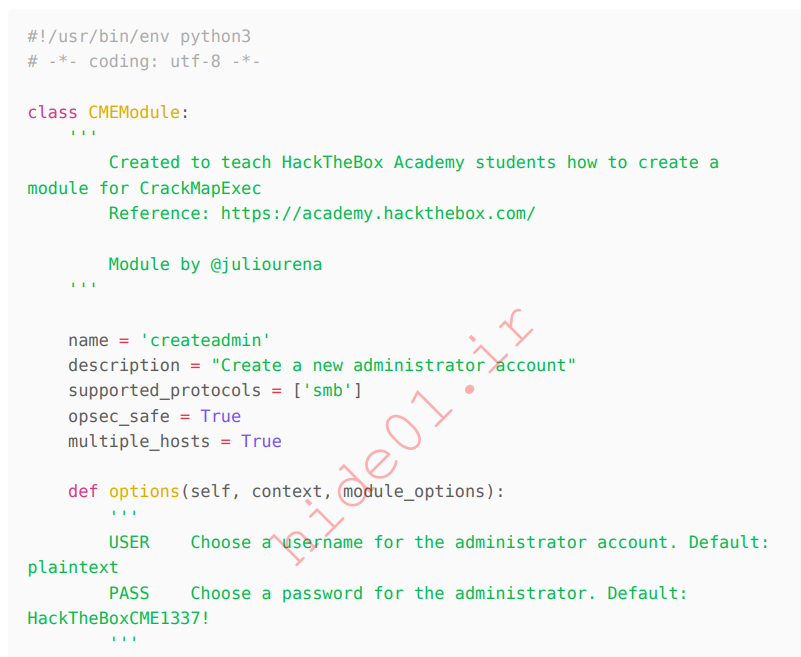 #!/usr/bin/env python3
# -*- coding: utf-8 -*-
class CMEModule:
'''
Created to teach HackTheBox Academy students how to create a
module for CrackMapExec
Reference: https://academy.hackthebox.com/
Module by @juliourena
'''
name = 'createadmin'
description = "Create a new administrator account"
supported_protocols = ['smb']
opsec_safe = True
multiple_hosts = True
def options(self, context, module_options):
'''
USER    Choose a username for the administrator account. Default:
plaintext
PASS    Choose a password for the administrator. Default:
HackTheBoxCME1337!
'''
hide01.ir